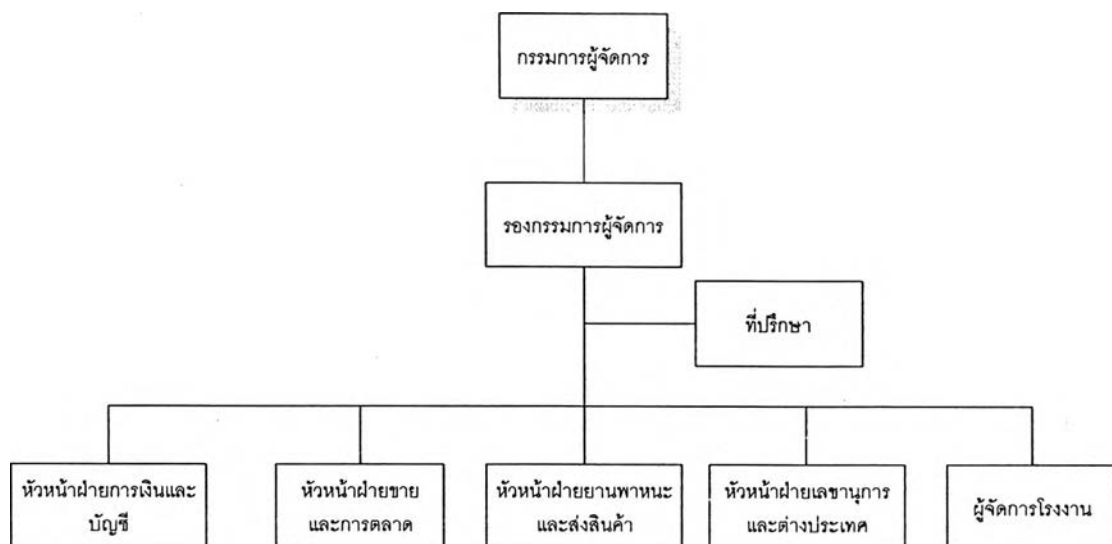 กรรมการผู้จัดการ
รองกรรมการผู้จัดการ
ที่ปรึกษา
หัวหน้าฝ่ายการเงินและ
บัญชี
หัวหน้าฝ่ายขาย
และการตลาด
หัวหน้าฝ่ายยานพาหนะ
และส่งสินค้า
หัวหน้าฝ่ายเลขานุการ
และต่างประเทศ
ผู้จัดการโรงงาน